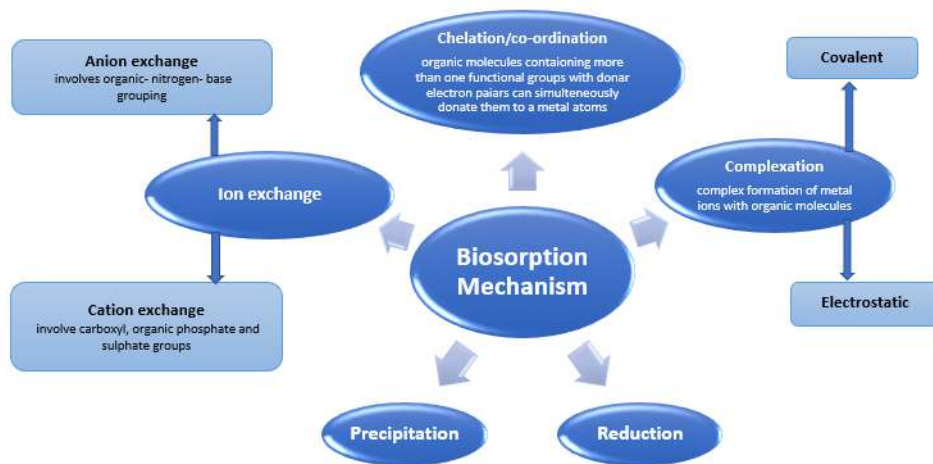 Chelation/co-ordination
organic molecules contaioning more
than one functional groups with donar
electron paiars can simulteneously
donate them to a metal atoms
Anion exchange
involves organic- nitrogen- base
grouping
Covalent
Ion exchange
Complexation
complex formation of metal
ions with organic molecules
Biosorption
Mechanism
Cation exchange
involve carboxyl, organic phosphate and
sulphate groups
Electrostatic
Precipitation
Reduction